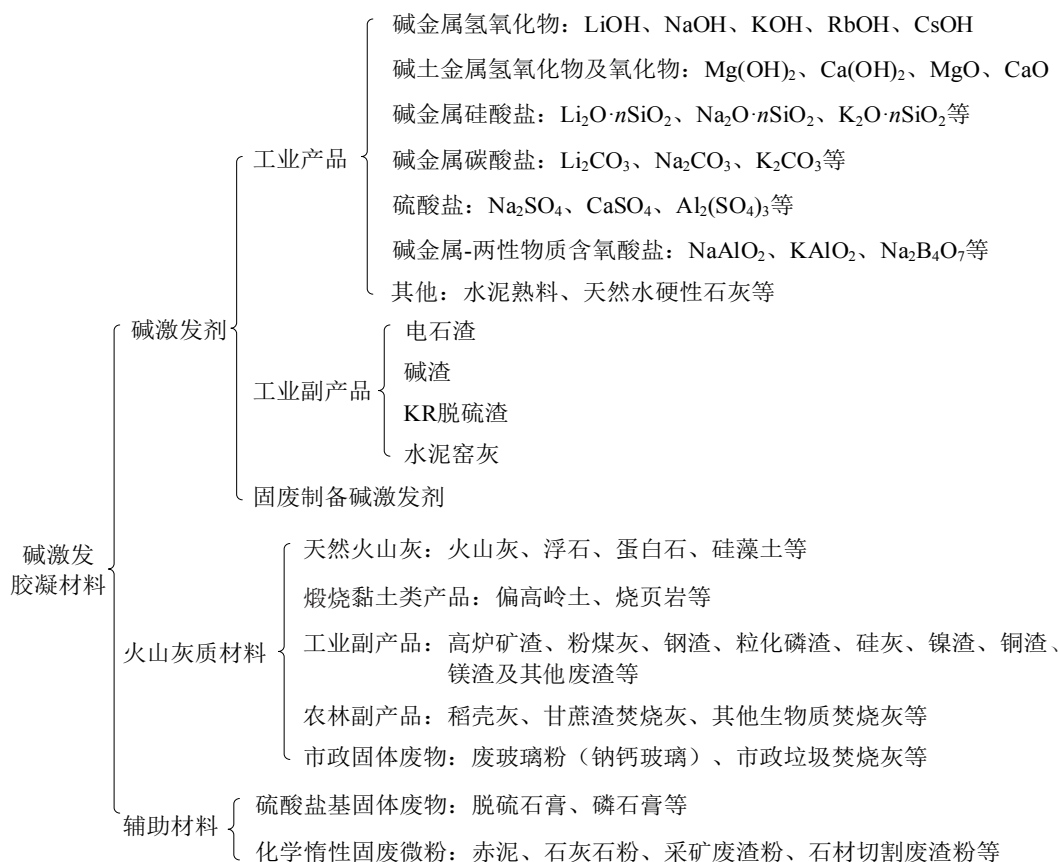 碱金属氢氧化物：LiOH、NaOH、KOH、RbOH、CsOH
碱土金属氢氧化物及氧化物：Mg(OH)₂、Ca(OH)₂、MgO、CaO
碱金属硅酸盐：Li₂O·nSiO₂、Na₂O·nSiO₂、K₂O·nSiO₂等
工业产品
碱金属碳酸盐：Li₂CO₃、Na₂CO₃、K₂CO₃等
硫酸盐：Na₂SO₄、CaSO₄、Al₂(SO₄)₃等
碱金属-两性物质含氧酸盐：NaAlO₂、KAlO₂、Na₂B₄O₇等
其他：水泥熟料、天然水硬性石灰等
碱激发剂
电石渣
碱渣
工业副产品
KR脱硫渣
水泥窑灰
固废制备碱激发剂
碱激发
胶凝材料
天然火山灰：火山灰、浮石、蛋白石、硅藻土等
煅烧黏土类产品：偏高岭土、烧页岩等
火山灰质材料
工业副产品：高炉矿渣、粉煤灰、钢渣、粒化磷渣、硅灰、镍渣、铜渣、
镁渣及其他废渣等
农林副产品：稻壳灰、甘蔗渣焚烧灰、其他生物质焚烧灰等
市政固体废物：废玻璃粉（钠钙玻璃）、市政垃圾焚烧灰等
辅助材料
硫酸盐基固体废物：脱硫石膏、磷石膏等
化学惰性固废微粉：赤泥、石灰石粉、采矿废渣粉、石材切割废渣粉等